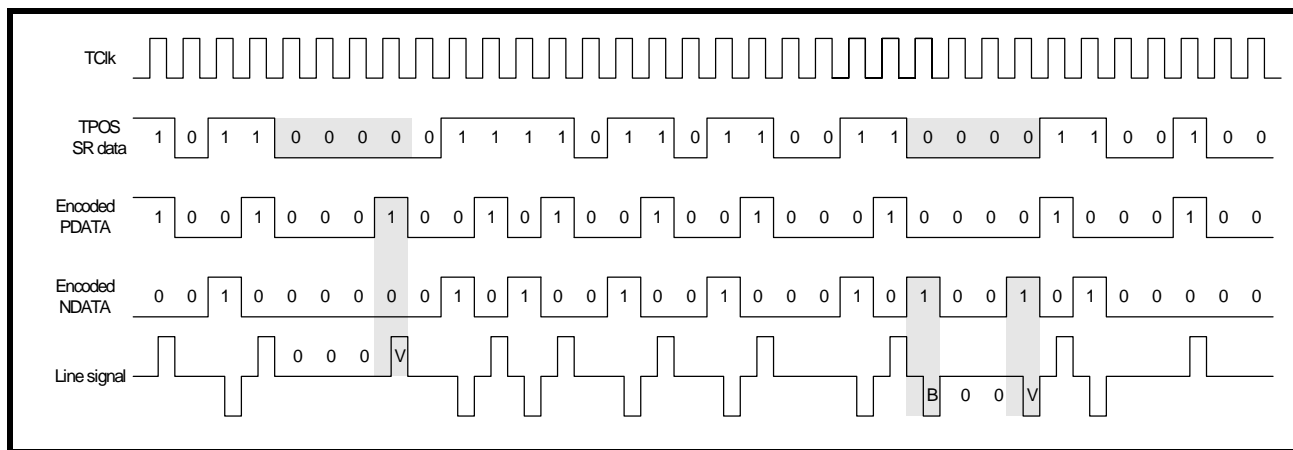 TClk
TPOS
SR data
1 0 1 1 0 0 0 0 0 1 1 1 1 0 1 1 0 1 1 0 0 1 1 0 0 0 0 1 1 0 0 1 0 0
Encoded
PDATA
1 0 0 1 0 0 0 1 0 0 1 0 1 0 0 1 0 0 1 0 0 0 1 0 0 0 0 1 0 0 0 1 0 0
Encoded
NDATA
0 0 1 0 0 0 0 0 0 1 0 1 0 0 1 0 0 1 0 0 0 1 0 1 0 0 1 0 1 0 0 0 0 0
Line signal
0 0 0 V
B 0 0 V